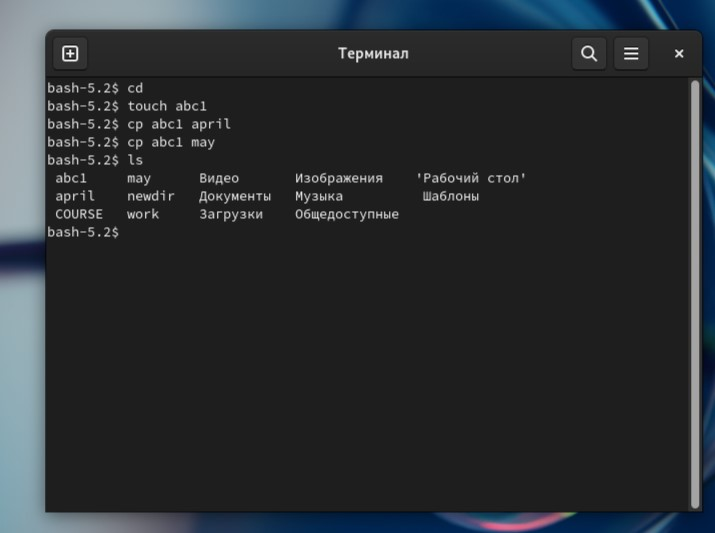 Терминал
bash-5.2$ cd
bash-5.2$ touch abc1
bash-5.2$ cp abc1 april
bash-5.2$ cp abc1 may
bash-5.2$ ls
abc1 may Видео Изображения 'Рабочий стол'
april newdir Документы Музыка Шаблоны
COURSE work Загрузки Общедоступные
bash-5.2$